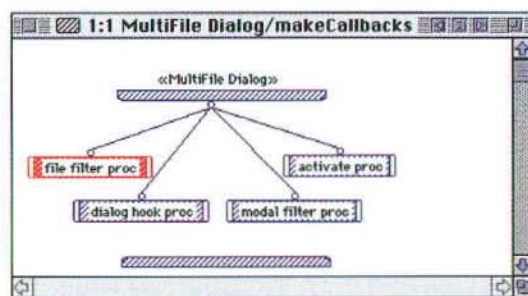 1:1 MultiFile Dialog/makeCallbacks
«MultiFile Dialog»
file filter proc
activate proc
dialog hook proc
modal filter proc